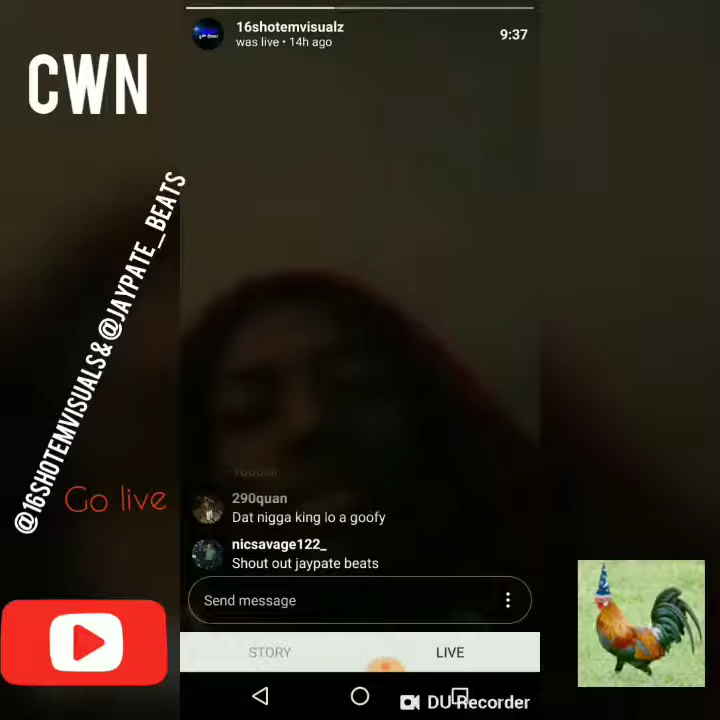 16shotemvisualz
was live • 14h ago
9:37
CWN
@16SHOTEMVISUALS & @JAYPATE_BEATS
Go live
Yoooiiii
290quan
Dat nigga king lo a goofy
nicsavage122_
Shout out jaypate beats
Send message
STORY
LIVE
DU Recorder